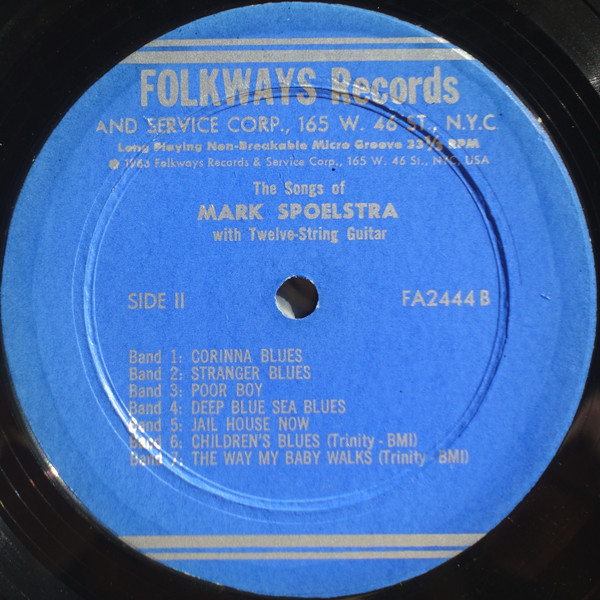 FOLKWAYS Records
AND SERVICE CORP., 165 W. 46 ST., N.Y.C.
Long Playing Non-Breakable Micro Groove 33⅓ RPM
℗ 1963 Folkways Records & Service Corp., 165 W. 46 St., NYC, USA
The Songs of
MARK SPOELSTRA
with Twelve-String Guitar
SIDE II FA2444B
Band 1: CORINNA BLUES
Band 2: STRANGER BLUES
Band 3: POOR BOY
Band 4: DEEP BLUE SEA BLUES
Band 5: JAIL HOUSE NOW
Band 6: CHILDREN'S BLUES (Trinity - BMI)
Band 7: THE WAY MY BABY WALKS (Trinity - BMI)